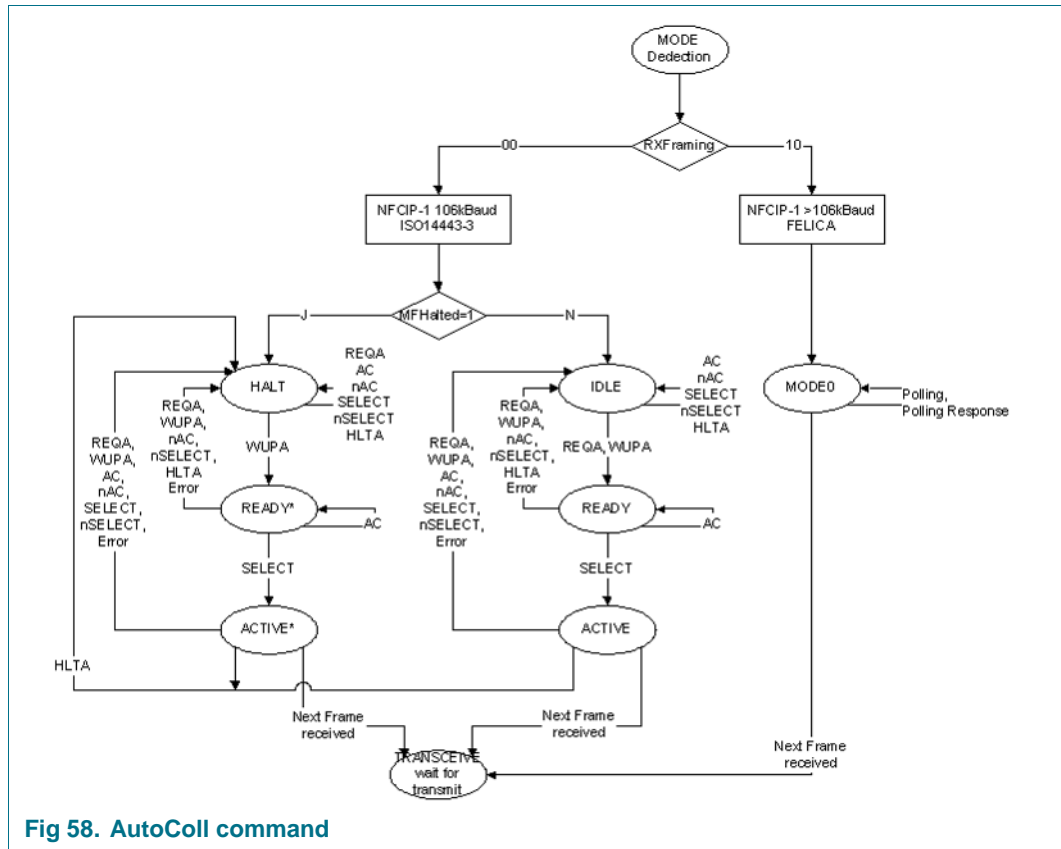 MODE
Dedection
RXFraming
00
10
NFCIP-1 106kBaud
ISO14443-3
NFCIP-1 >106kBaud
FELICA
MFHalted=1
J
N
HALT
REQA
AC
nAC
SELECT
nSELECT
HLTA
REQA,
WUPA,
nAC,
nSELECT,
HLTA
Error
REQA,
WUPA,
AC,
nAC,
SELECT,
nSELECT,
Error
WUPA
READY*
AC
SELECT
ACTIVE*
HLTA
Next Frame
received
IDLE
AC
nAC
SELECT
nSELECT
HLTA
REQA,
WUPA,
nAC,
nSELECT,
HLTA
Error
REQA,
WUPA,
AC,
nAC,
SELECT,
nSELECT,
Error
REQA, WUPA
READY
AC
SELECT
ACTIVE
Next Frame
received
MODE0
Polling,
Polling Response
Next Frame
received
TRANSCEIVE
wait for
transmit
Fig 58. AutoColl command